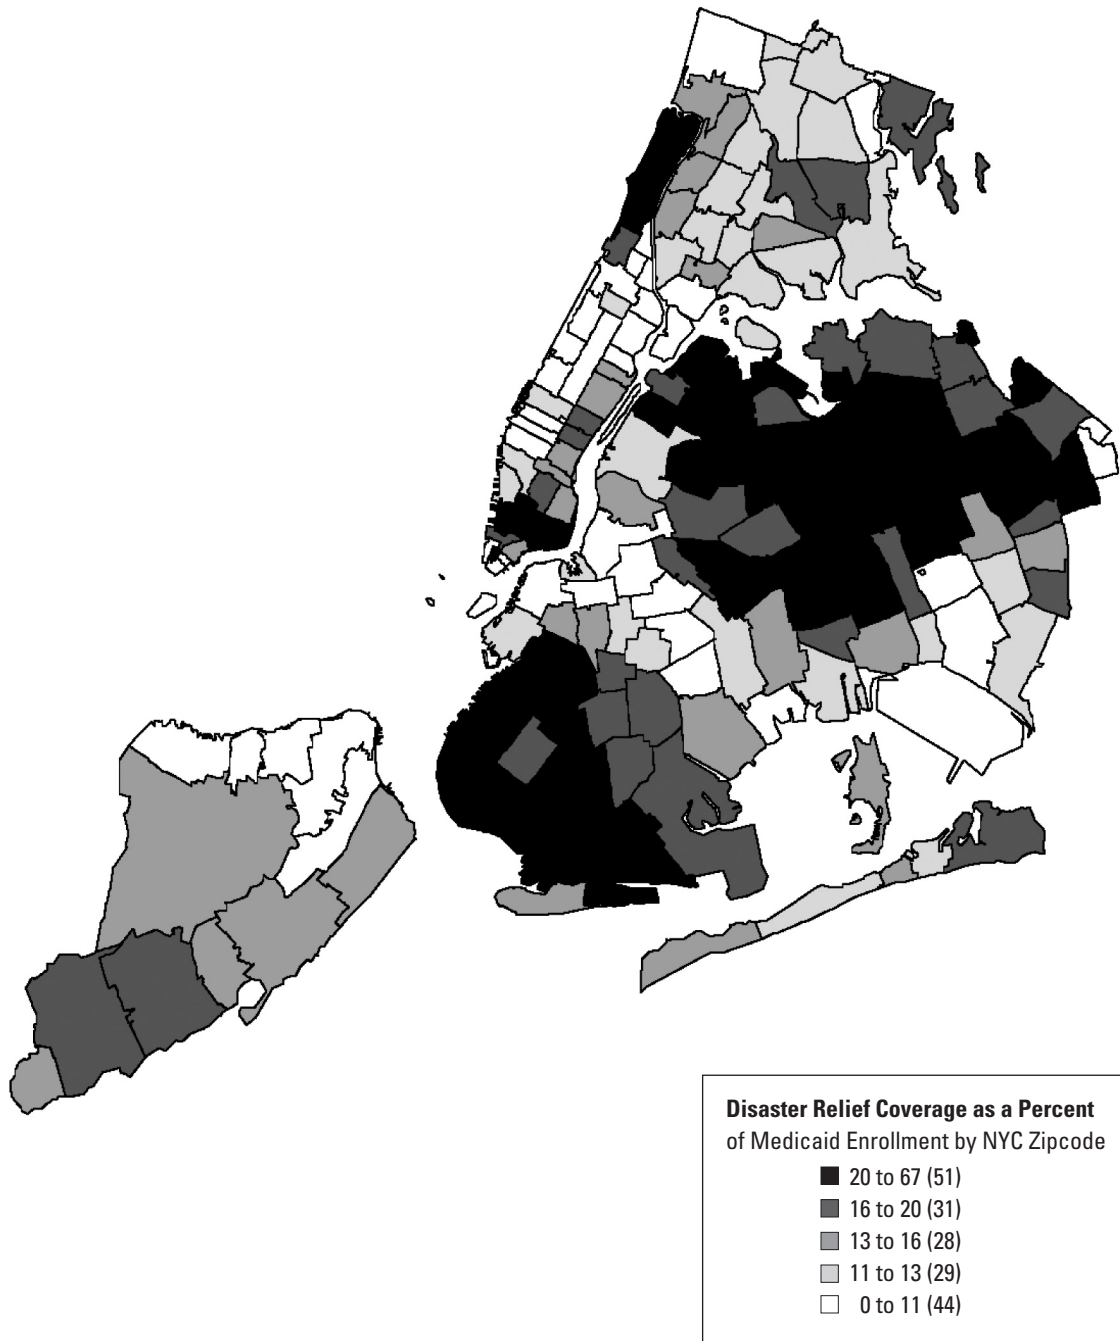 Disaster Relief Coverage as a Percent
of Medicaid Enrollment by NYC Zipcode
20 to 67 (51)
16 to 20 (31)
13 to 16 (28)
11 to 13 (29)
0 to 11 (44)